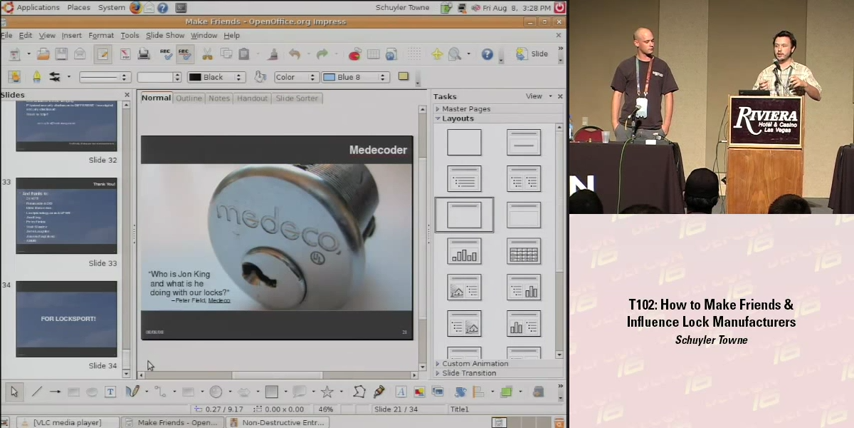 Applications Places System
Schuyler Towne
Fri Aug 8, 3:28 PM
Make Friends - OpenOffice.org Impress
File Edit View Insert Format Tools Slide Show Window Help
Slide
Black
Color
Blue 8
Slides
Slide 32
33
Thank You!
Slide 33
34
FOR LOCKSPORT!
Slide 34
Normal Outline Notes Handout Slide Sorter
Medecoder
medeco
"Who is Jon King
and what is he
doing with our locks?"
–Peter Field, Medeco
Tasks
View
Master Pages
Layouts
Custom Animation
Slide Transition
0.27 / 9.17
0.00 x 0.00
46%
Slide 21 / 34
Title1
[VLC media player]
Make Friends - Open...
Non-Destructive Entr...
RIVIERA
Hotel & Casino
Las Vegas
N
T102: How to Make Friends &
Influence Lock Manufacturers
Schuyler Towne